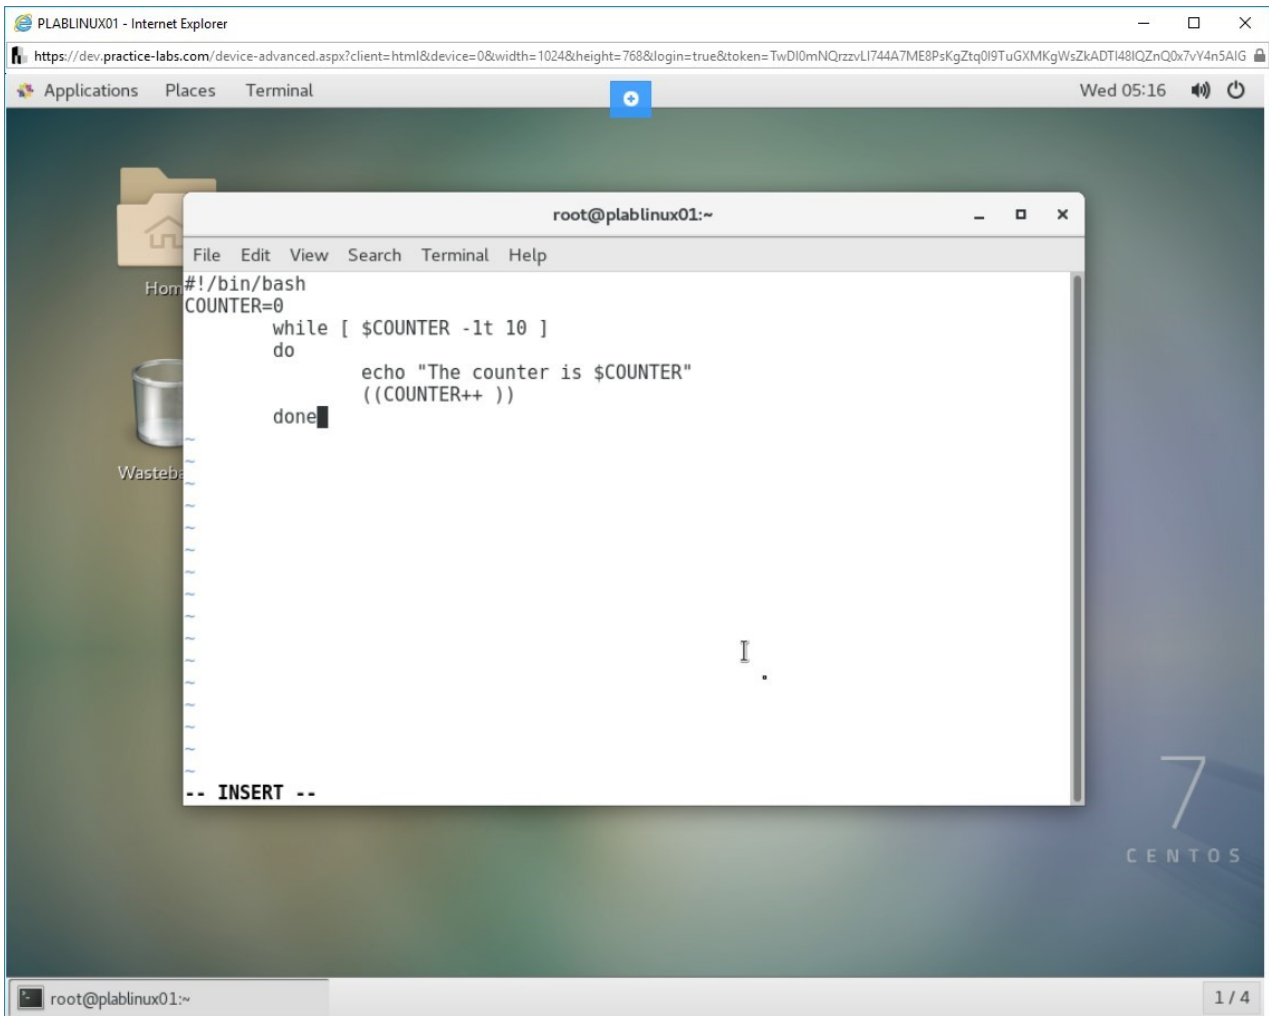 PLABLINUX01 - Internet Explorer
https://dev.practice-labs.com/device-advanced.aspx?client=html&device=0&width=1024&height=768&login=true&token=TwDI0mNQrzzvLI744A7ME8PsKgZtq0I9TuGXMKgWsZkADTI48IQZnQ0x7vY4n5AIG
Applications Places Terminal Wed 05:16
root@plablinux01:~
File Edit View Search Terminal Help
Hom
#!/bin/bash
COUNTER=0
while [ $COUNTER -1t 10 ]
do
echo "The counter is $COUNTER"
((COUNTER++ ))
done
~
~
Wasteba
~
~
~
~
~
~
~
~
~
~
~
~
~
~
-- INSERT --
7
CENTOS
root@plablinux01:~ 1 / 4